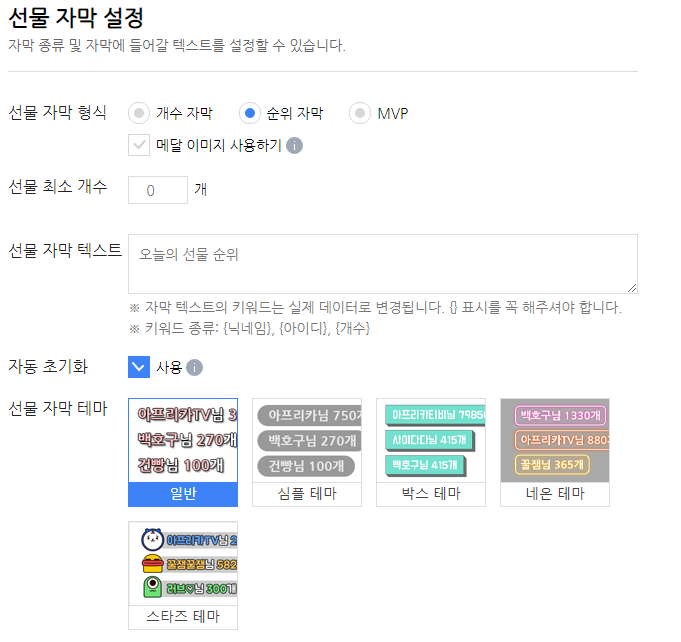 선물 자막 설정
자막 종류 및 자막에 들어갈 텍스트를 설정할 수 있습니다.
선물 자막 형식 개수 자막 순위 자막 MVP
메달 이미지 사용하기 i
선물 최소 개수 0 개
선물 자막 텍스트 오늘의 선물 순위
※ 자막 텍스트의 키워드는 실제 데이터로 변경됩니다. {} 표시를 꼭 해주셔야 합니다.
※ 키워드 종류: {닉네임}, {아이디}, {개수}
자동 초기화 사용 i
선물 자막 테마
아프리카TV님 3
백호구님 270개
건빵님 100개
일반
아프리카님 750개
백호구님 270개
건빵님 100개
심플 테마
아프리카티비님 7985
사이다다님 415개
백호구님 415개
박스 테마
백호구님 1330개
아프리카TV님 880
꿀잼님 365개
네온 테마
아프리카TV님 2
꿀잼꿀잼님 582
러브♡님 300개
스타즈 테마